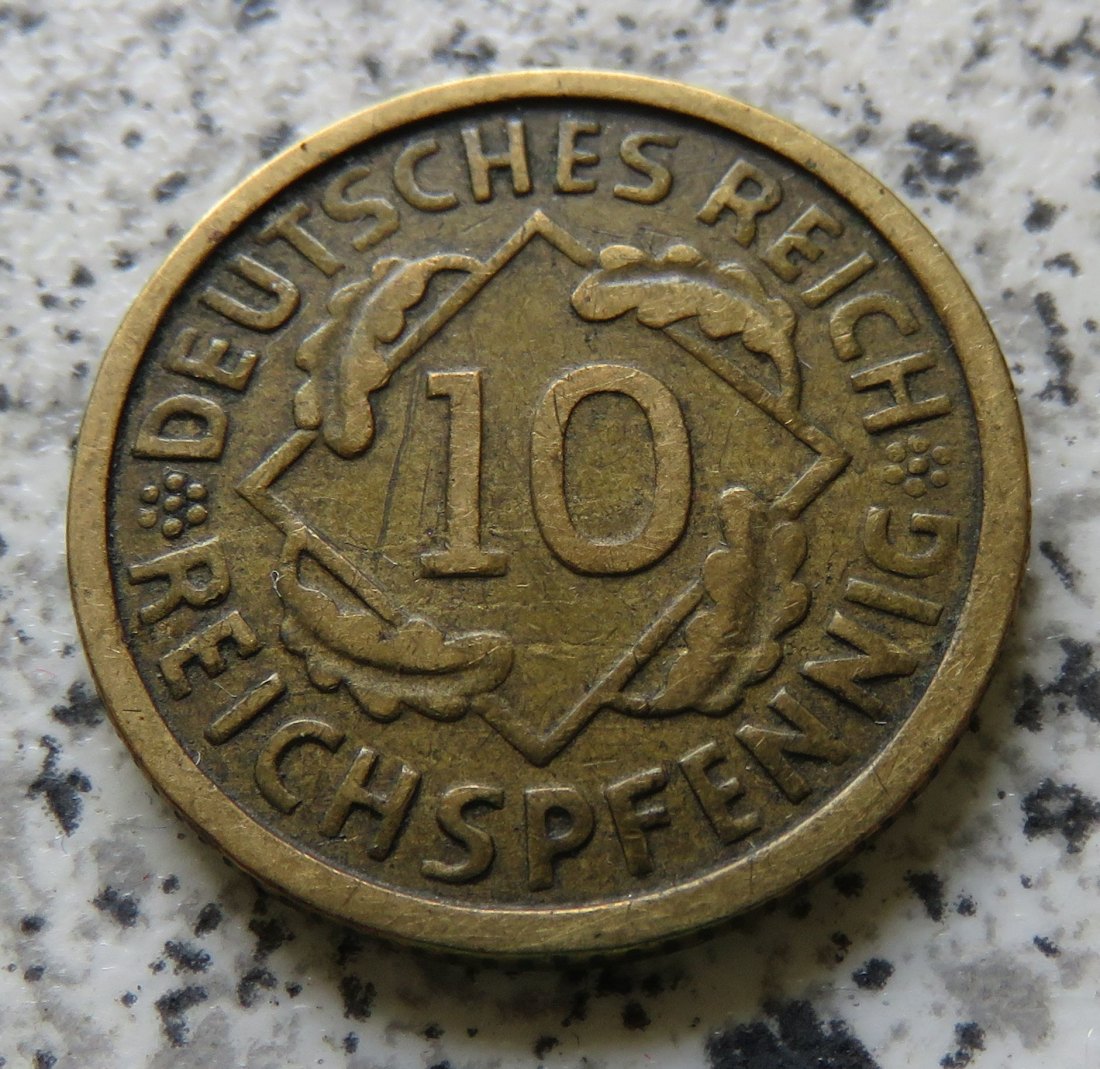 DEUTSCHES REICH
10
REICHSPFENNIG